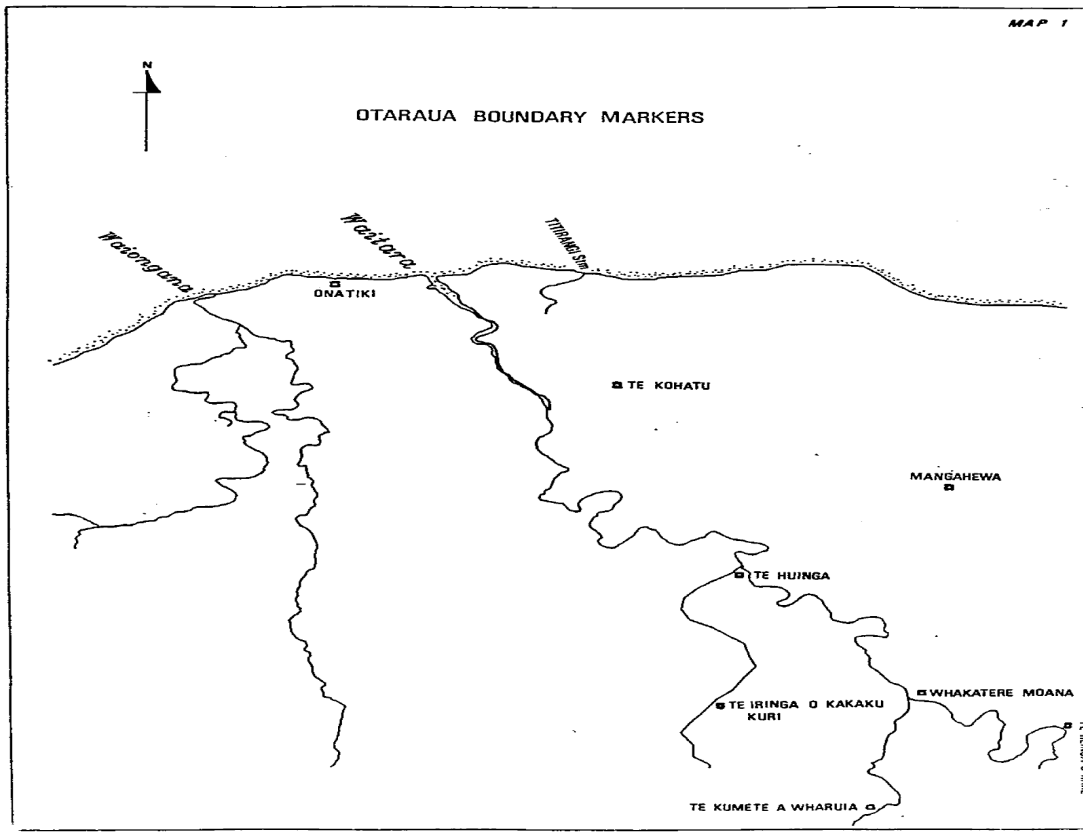 MAP 1
N
OTARAUA BOUNDARY MARKERS
Waiongana
Waitara
TITIRANGI Stm
ONATIKI
TE KOHATU
MANGAHEWA
TE HUINGA
WHAKATERE MOANA
TE IRINGA O KAKAKU
KURI
TE KUMETE A WHARUIA